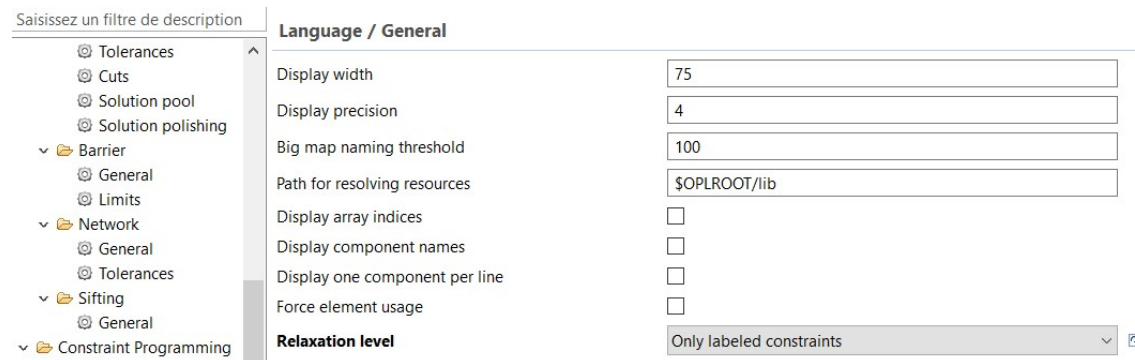 Saisissez un filtre de description
Tolerances
Cuts
Solution pool
Solution polishing
Barrier
General
Limits
Network
General
Tolerances
Sifting
General
Constraint Programming
Language / General
Display width
75
Display precision
4
Big map naming threshold
100
Path for resolving resources
$OPLROOT/lib
Display array indices
Display component names
Display one component per line
Force element usage
Relaxation level
Only labeled constraints